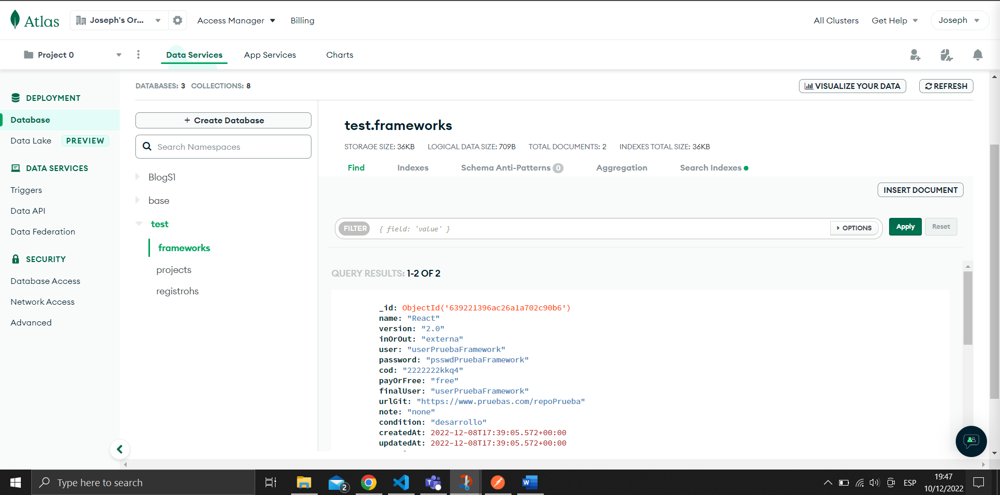 Atlas
Joseph's Or...
Access Manager
Billing
All Clusters
Get Help
Joseph
Project 0
Data Services
App Services
Charts
DEPLOYMENT
Database
Data Lake PREVIEW
DATA SERVICES
Triggers
Data API
Data Federation
SECURITY
Database Access
Network Access
Advanced
DATABASES: 3 COLLECTIONS: 8
VISUALIZE YOUR DATA
REFRESH
+ Create Database
Search Namespaces
BlogS1
base
test
frameworks
projects
registrohs
test.frameworks
STORAGE SIZE: 36KB LOGICAL DATA SIZE: 709B TOTAL DOCUMENTS: 2 INDEXES TOTAL SIZE: 36KB
Find
Indexes
Schema Anti-Patterns 0
Aggregation
Search Indexes
INSERT DOCUMENT
FILTER { field: 'value' }
OPTIONS
Apply
Reset
QUERY RESULTS: 1-2 OF 2
_id: ObjectId('639221396ac26a1a702c90b6')
name: "React"
version: "2.0"
inOrOut: "externa"
user: "userPruebaFramework"
password: "psswdPruebaFramework"
cod: "2222222kkq4"
payOrFree: "free"
finalUser: "userPruebaFramework"
urlGit: "https://www.pruebas.com/repoPrueba"
note: "none"
condition: "desarrollo"
createdAt: 2022-12-08T17:39:05.572+00:00
updatedAt: 2022-12-08T17:39:05.572+00:00
Type here to search
2
ESP
19:47
10/12/2022